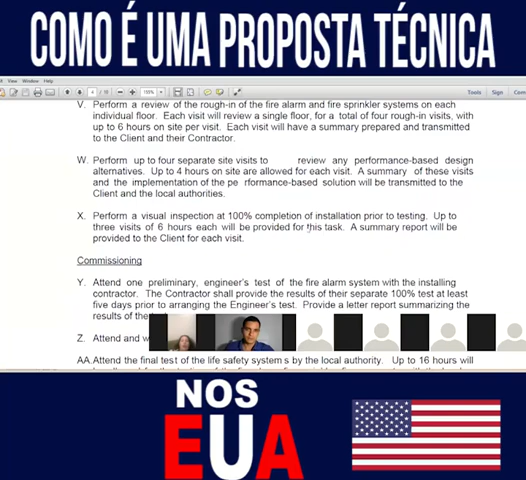 COMO É UMA PROPOSTA TÉCNICA
View Window Help
Tools Sign Com
V. Perform a review of the rough-in of the fire alarm and fire sprinkler systems on each
individual floor. Each visit will review a single floor, for a total of four rough-in visits, with
up to 6 hours on site per visit. Each visit will have a summary prepared and transmitted
to the Client and their Contractor.
W. Perform up to four separate site visits to review any performance-based design
alternatives. Up to 4 hours on site are allowed for each visit. A summary of these visits
and the implementation of the pe rformance-based solution will be transmitted to the
Client and the local authorities.
X. Perform a visual inspection at 100% completion of installation prior to testing. Up to
three visits of 6 hours each will be provided for this task. A summary report will be
provided to the Client for each visit.
Commissioning
Y. Attend one preliminary, engineer's test of the fire alarm system with the installing
contractor. The Contractor shall provide the results of their separate 100% test at least
five days prior to arranging the Engineer's test. Provide a letter report summarizing the
results of the
Z. Attend and w
AA. Attend the final test of the life safety system s by the local authority. Up to 16 hours will
NOS
EUA